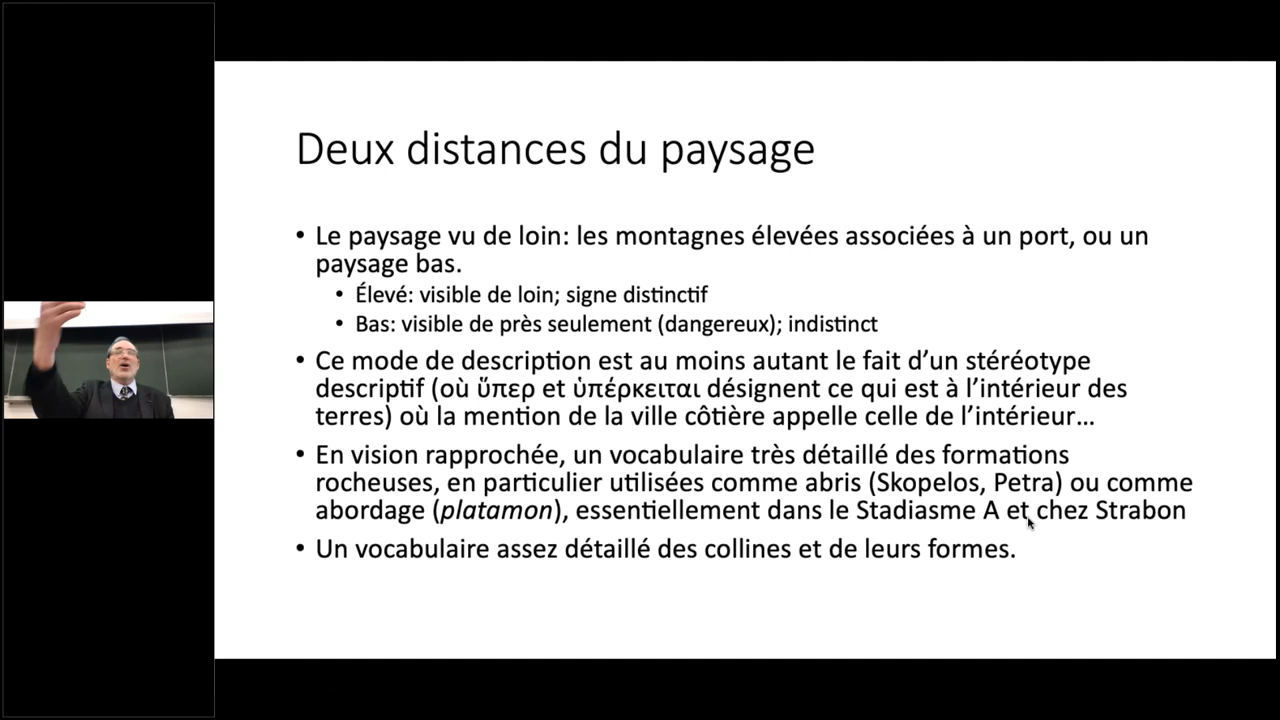 Deux distances du paysage
• Le paysage vu de loin: les montagnes élevées associées à un port, ou un
paysage bas.
• Élevé: visible de loin; signe distinctif
• Bas: visible de près seulement (dangereux); indistinct
• Ce mode de description est au moins autant le fait d’un stéréotype
descriptif (où ὕπερ et ὑπέρκειται désignent ce qui est à l’intérieur des
terres) où la mention de la ville côtière appelle celle de l’intérieur…
• En vision rapprochée, un vocabulaire très détaillé des formations
rocheuses, en particulier utilisées comme abris (Skopelos, Petra) ou comme
abordage (platamon), essentiellement dans le Stadiasme A et chez Strabon
• Un vocabulaire assez détaillé des collines et de leurs formes.